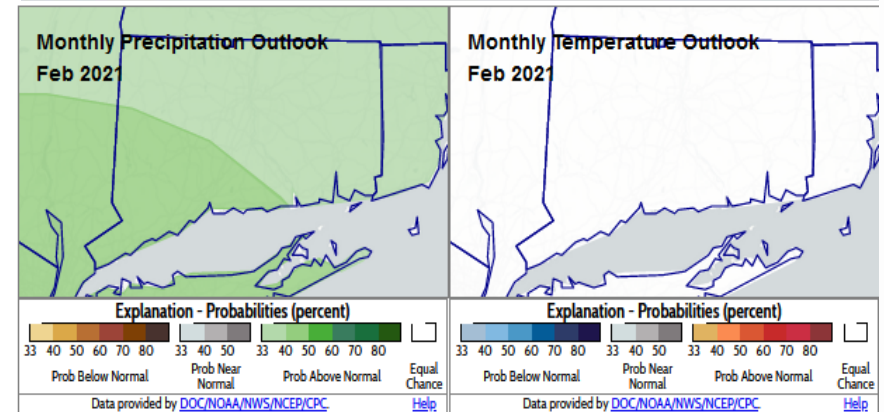 Monthly Precipitation Outlook
Feb 2021
Explanation - Probabilities (percent)
33 40 50 60 70 80 33 40 50 33 40 50 60 70 80
Prob Below Normal Prob Near Normal Prob Above Normal Equal Chance
Data provided by DOC/NOAA/NWS/NCEP/CPC. Help
Monthly Temperature Outlook
Feb 2021
Explanation - Probabilities (percent)
33 40 50 60 70 80 33 40 50 33 40 50 60 70 80
Prob Below Normal Prob Near Normal Prob Above Normal Equal Chance
Data provided by DOC/NOAA/NWS/NCEP/CPC. Help